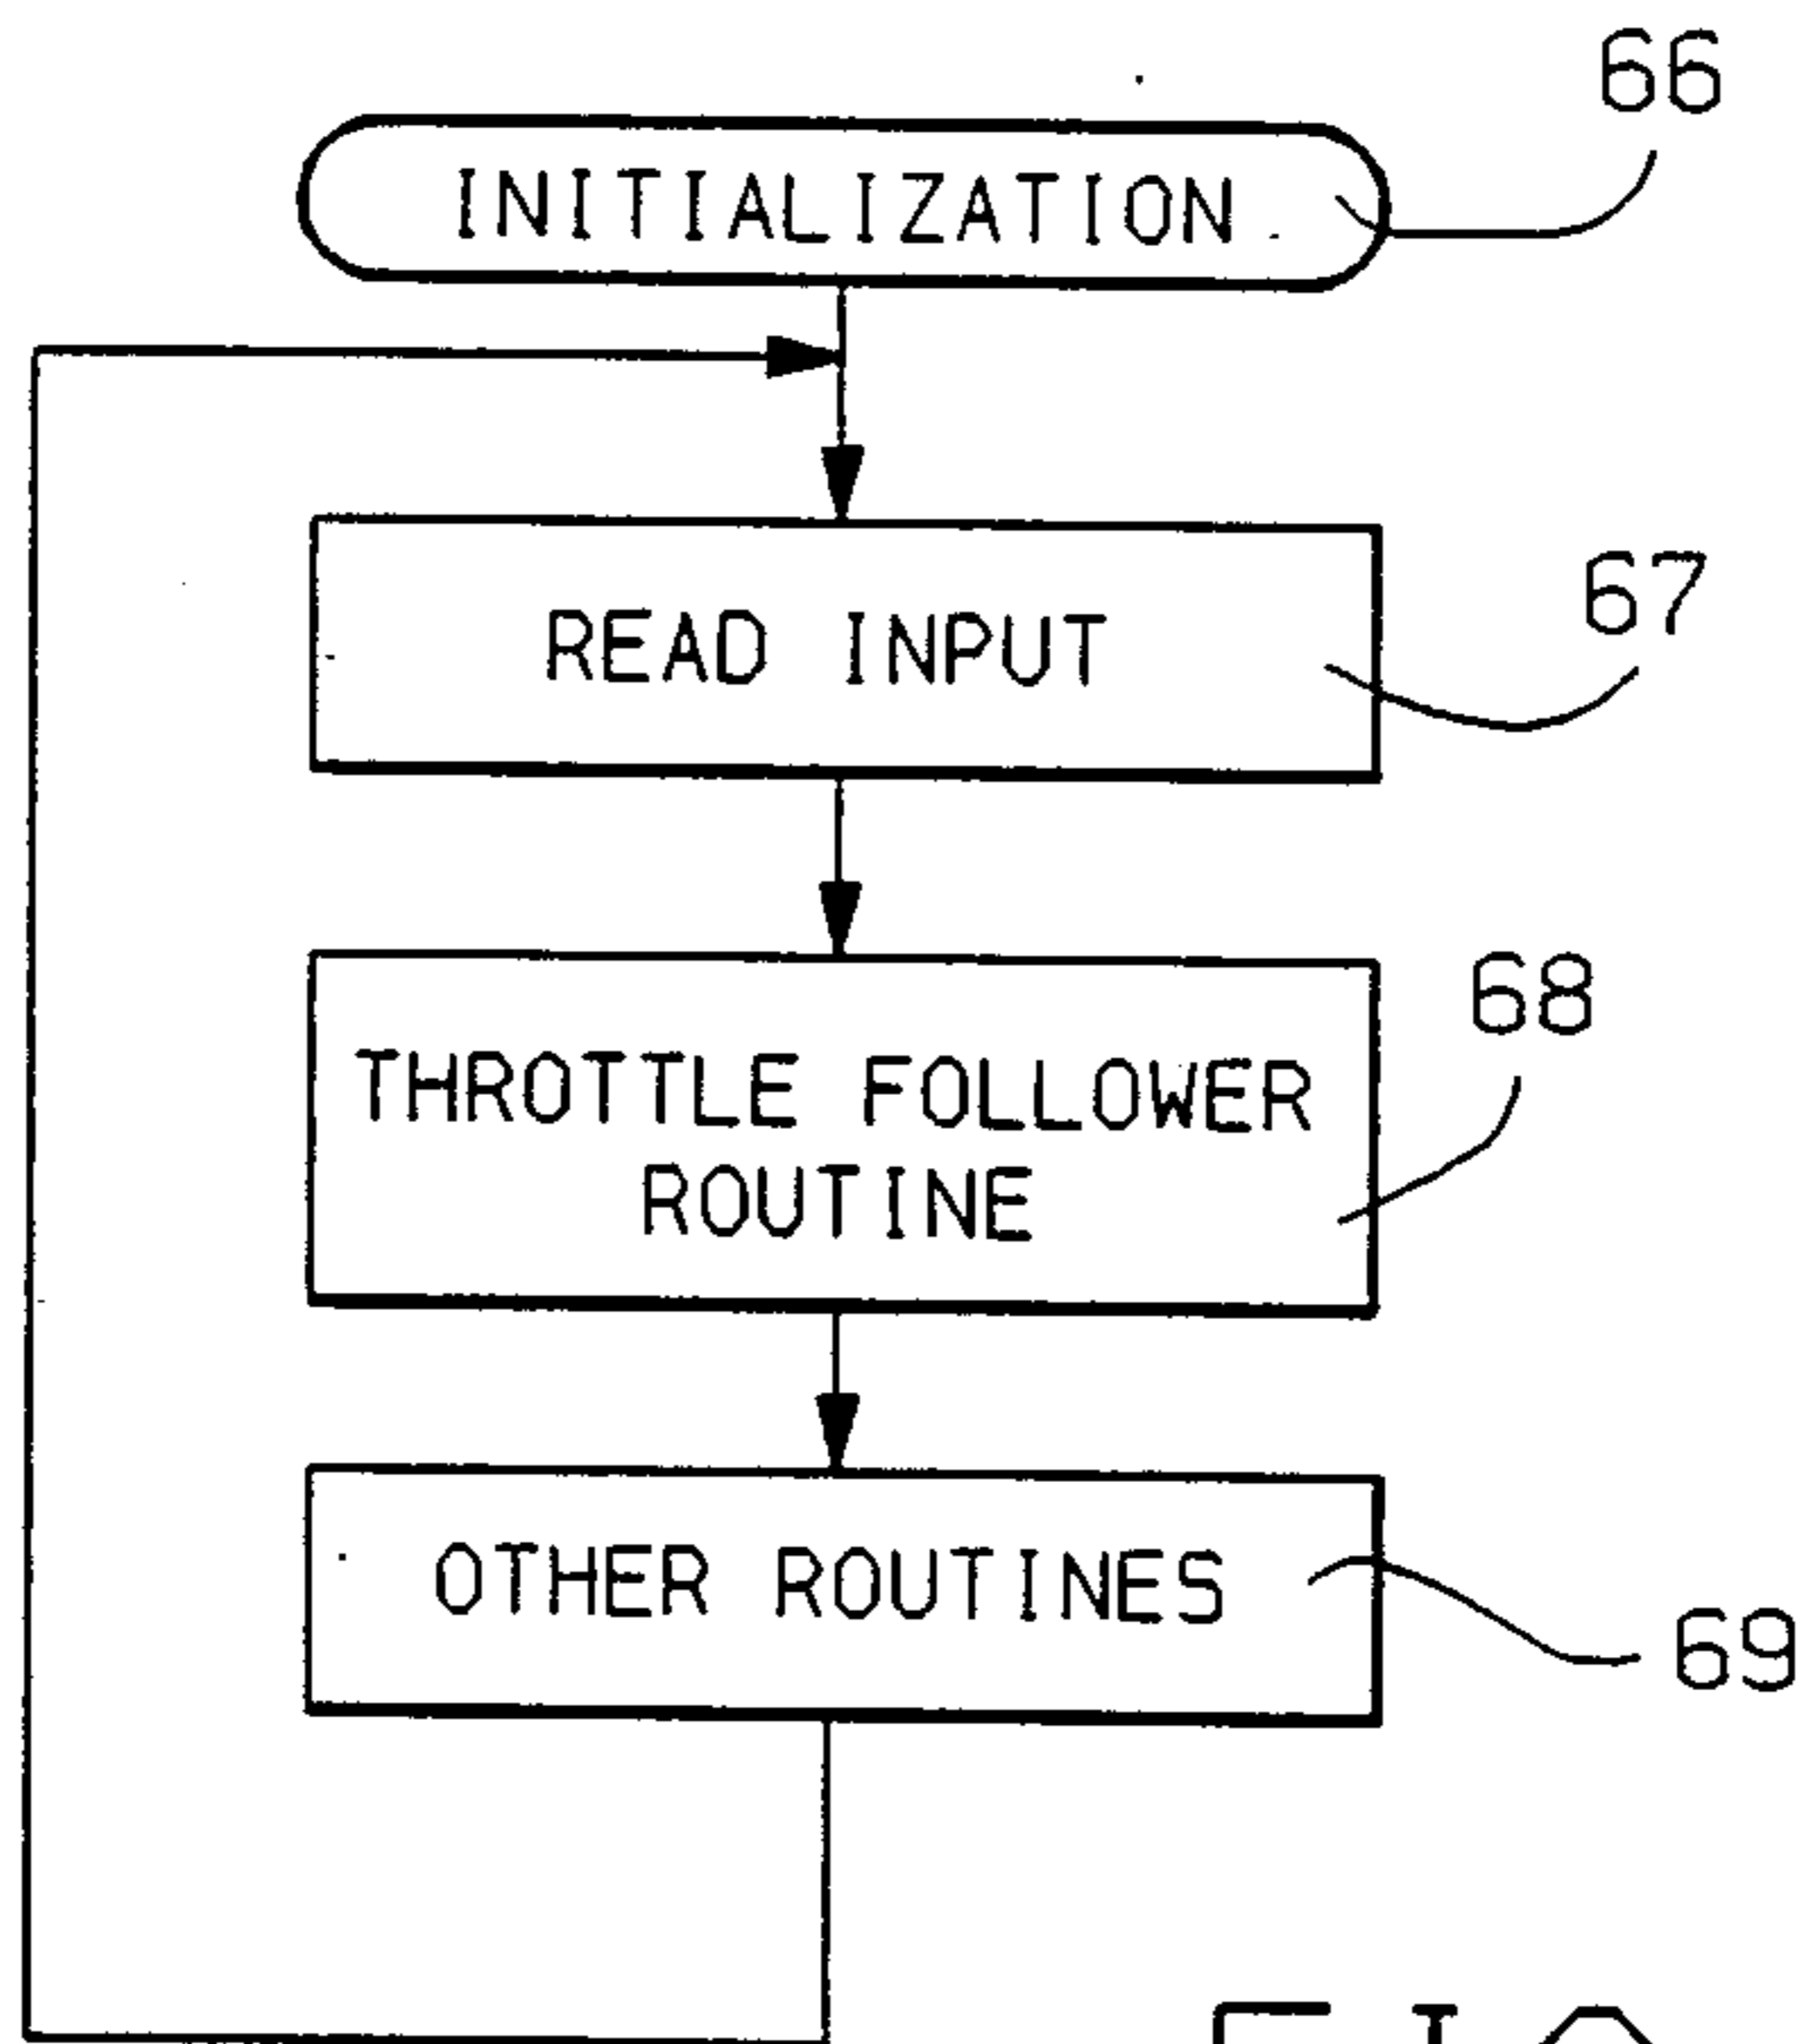 66
INITIALIZATION
READ INPUT
67
THROTTLE FOLLOWER
ROUTINE
68
OTHER ROUTINES
69